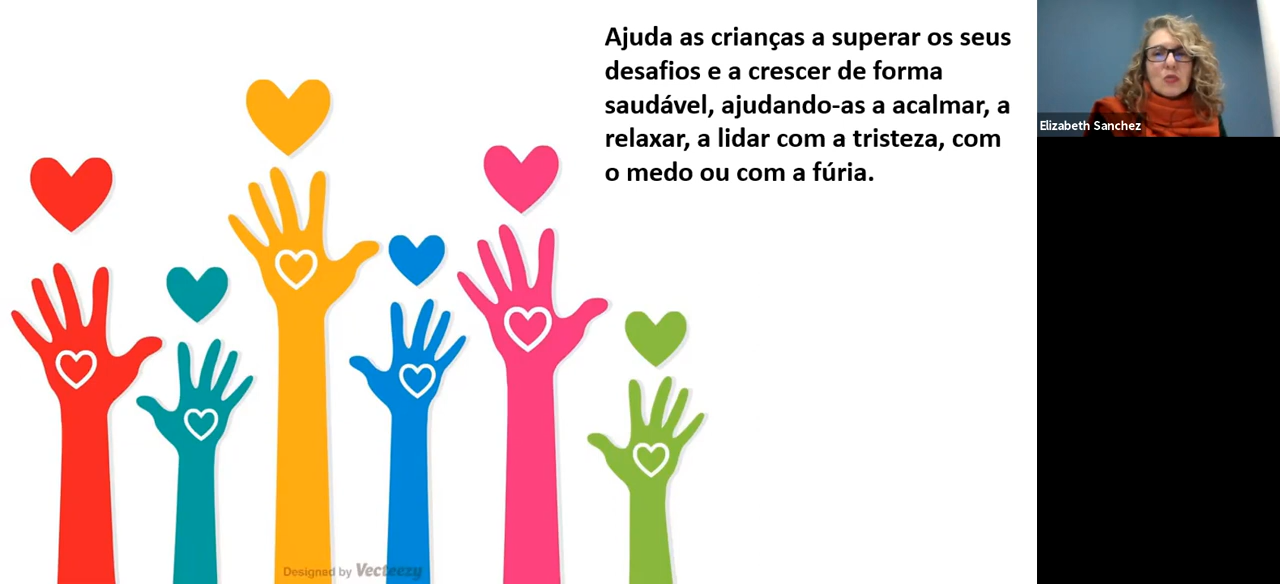 Ajuda as crianças a superar os seus
desafios e a crescer de forma
saudável, ajudando-as a acalmar, a
relaxar, a lidar com a tristeza, com
o medo ou com a fúria.
Elizabeth Sanchez
Designed by Vecteezy